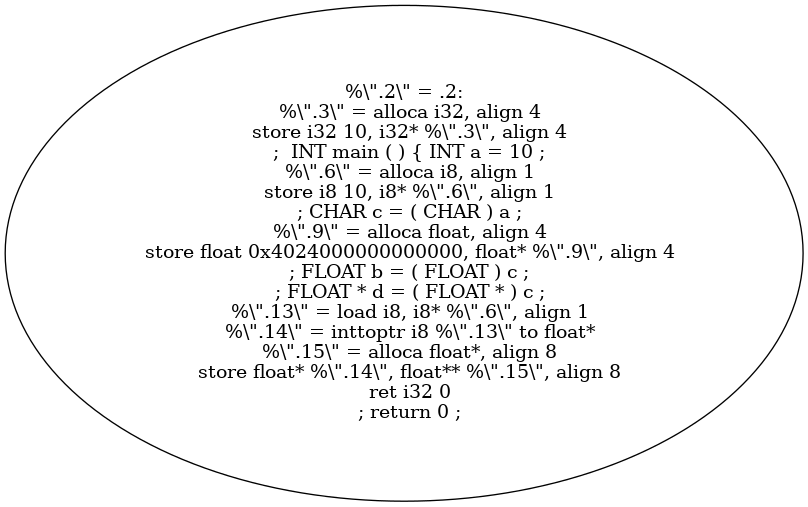 %\".2\" = .2:
%\".3\" = alloca i32, align 4
store i32 10, i32* %\".3\", align 4
;  INT main ( ) { INT a = 10 ;
%\".6\" = alloca i8, align 1
store i8 10, i8* %\".6\", align 1
; CHAR c = ( CHAR ) a ;
%\".9\" = alloca float, align 4
store float 0x4024000000000000, float* %\".9\", align 4
; FLOAT b = ( FLOAT ) c ;
; FLOAT * d = ( FLOAT * ) c ;
%\".13\" = load i8, i8* %\".6\", align 1
%\".14\" = inttoptr i8 %\".13\" to float*
%\".15\" = alloca float*, align 8
store float* %\".14\", float** %\".15\", align 8
ret i32 0
; return 0 ;